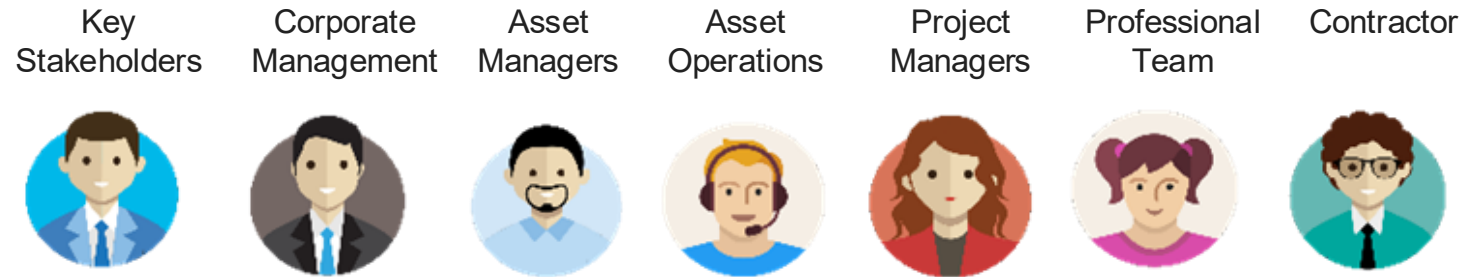 Key
Stakeholders
Corporate
Management
Asset
Managers
Asset
Operations
Project
Managers
Professional
Team
Contractor